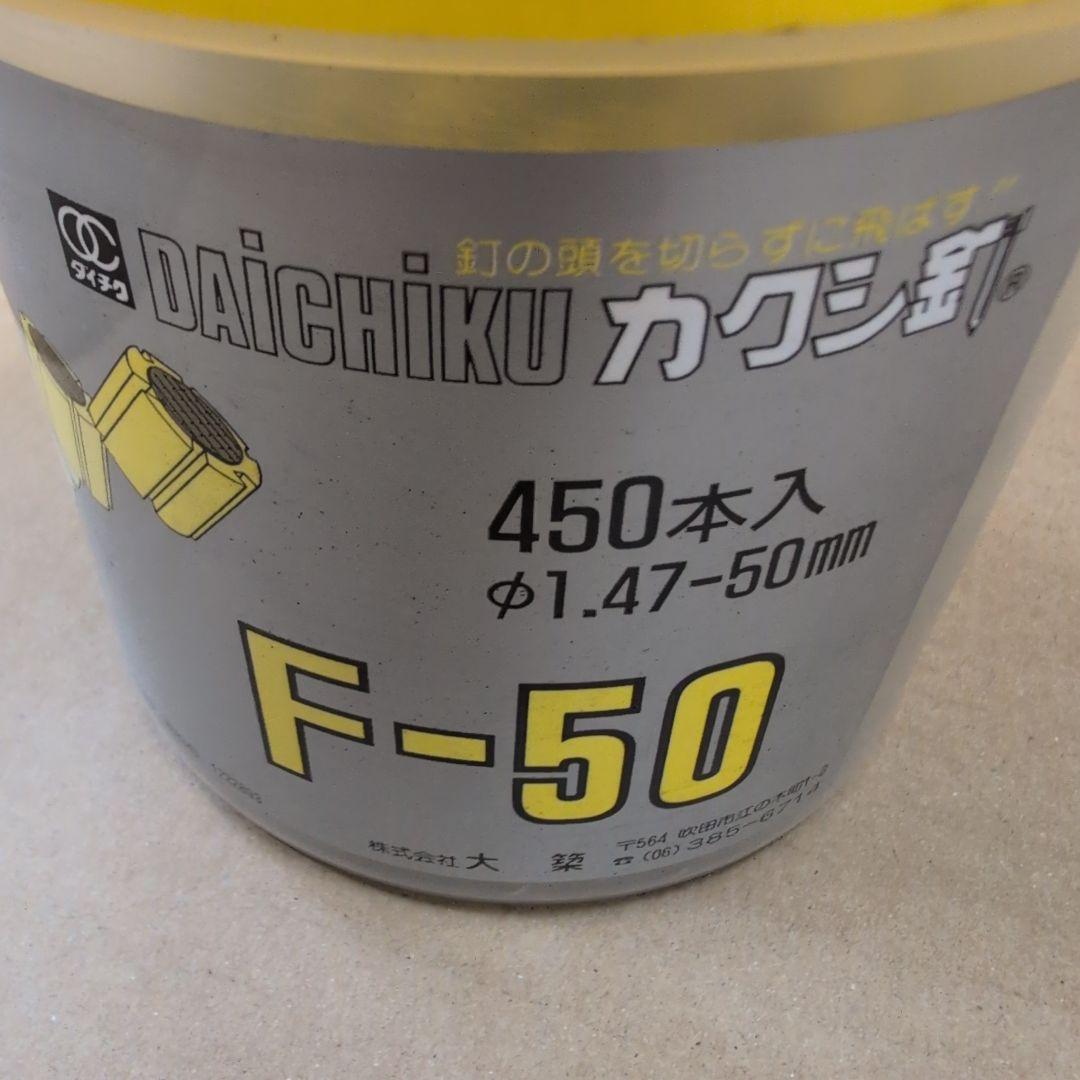 釘の頭を切らずに飛ばす"
ダイチク
DAiCHiKU カクシ釘®
450本入
φ1.47-50mm
F-50
株式会社 大築
〒564 吹田市江の木町1-2
☎ (06) 385-6714